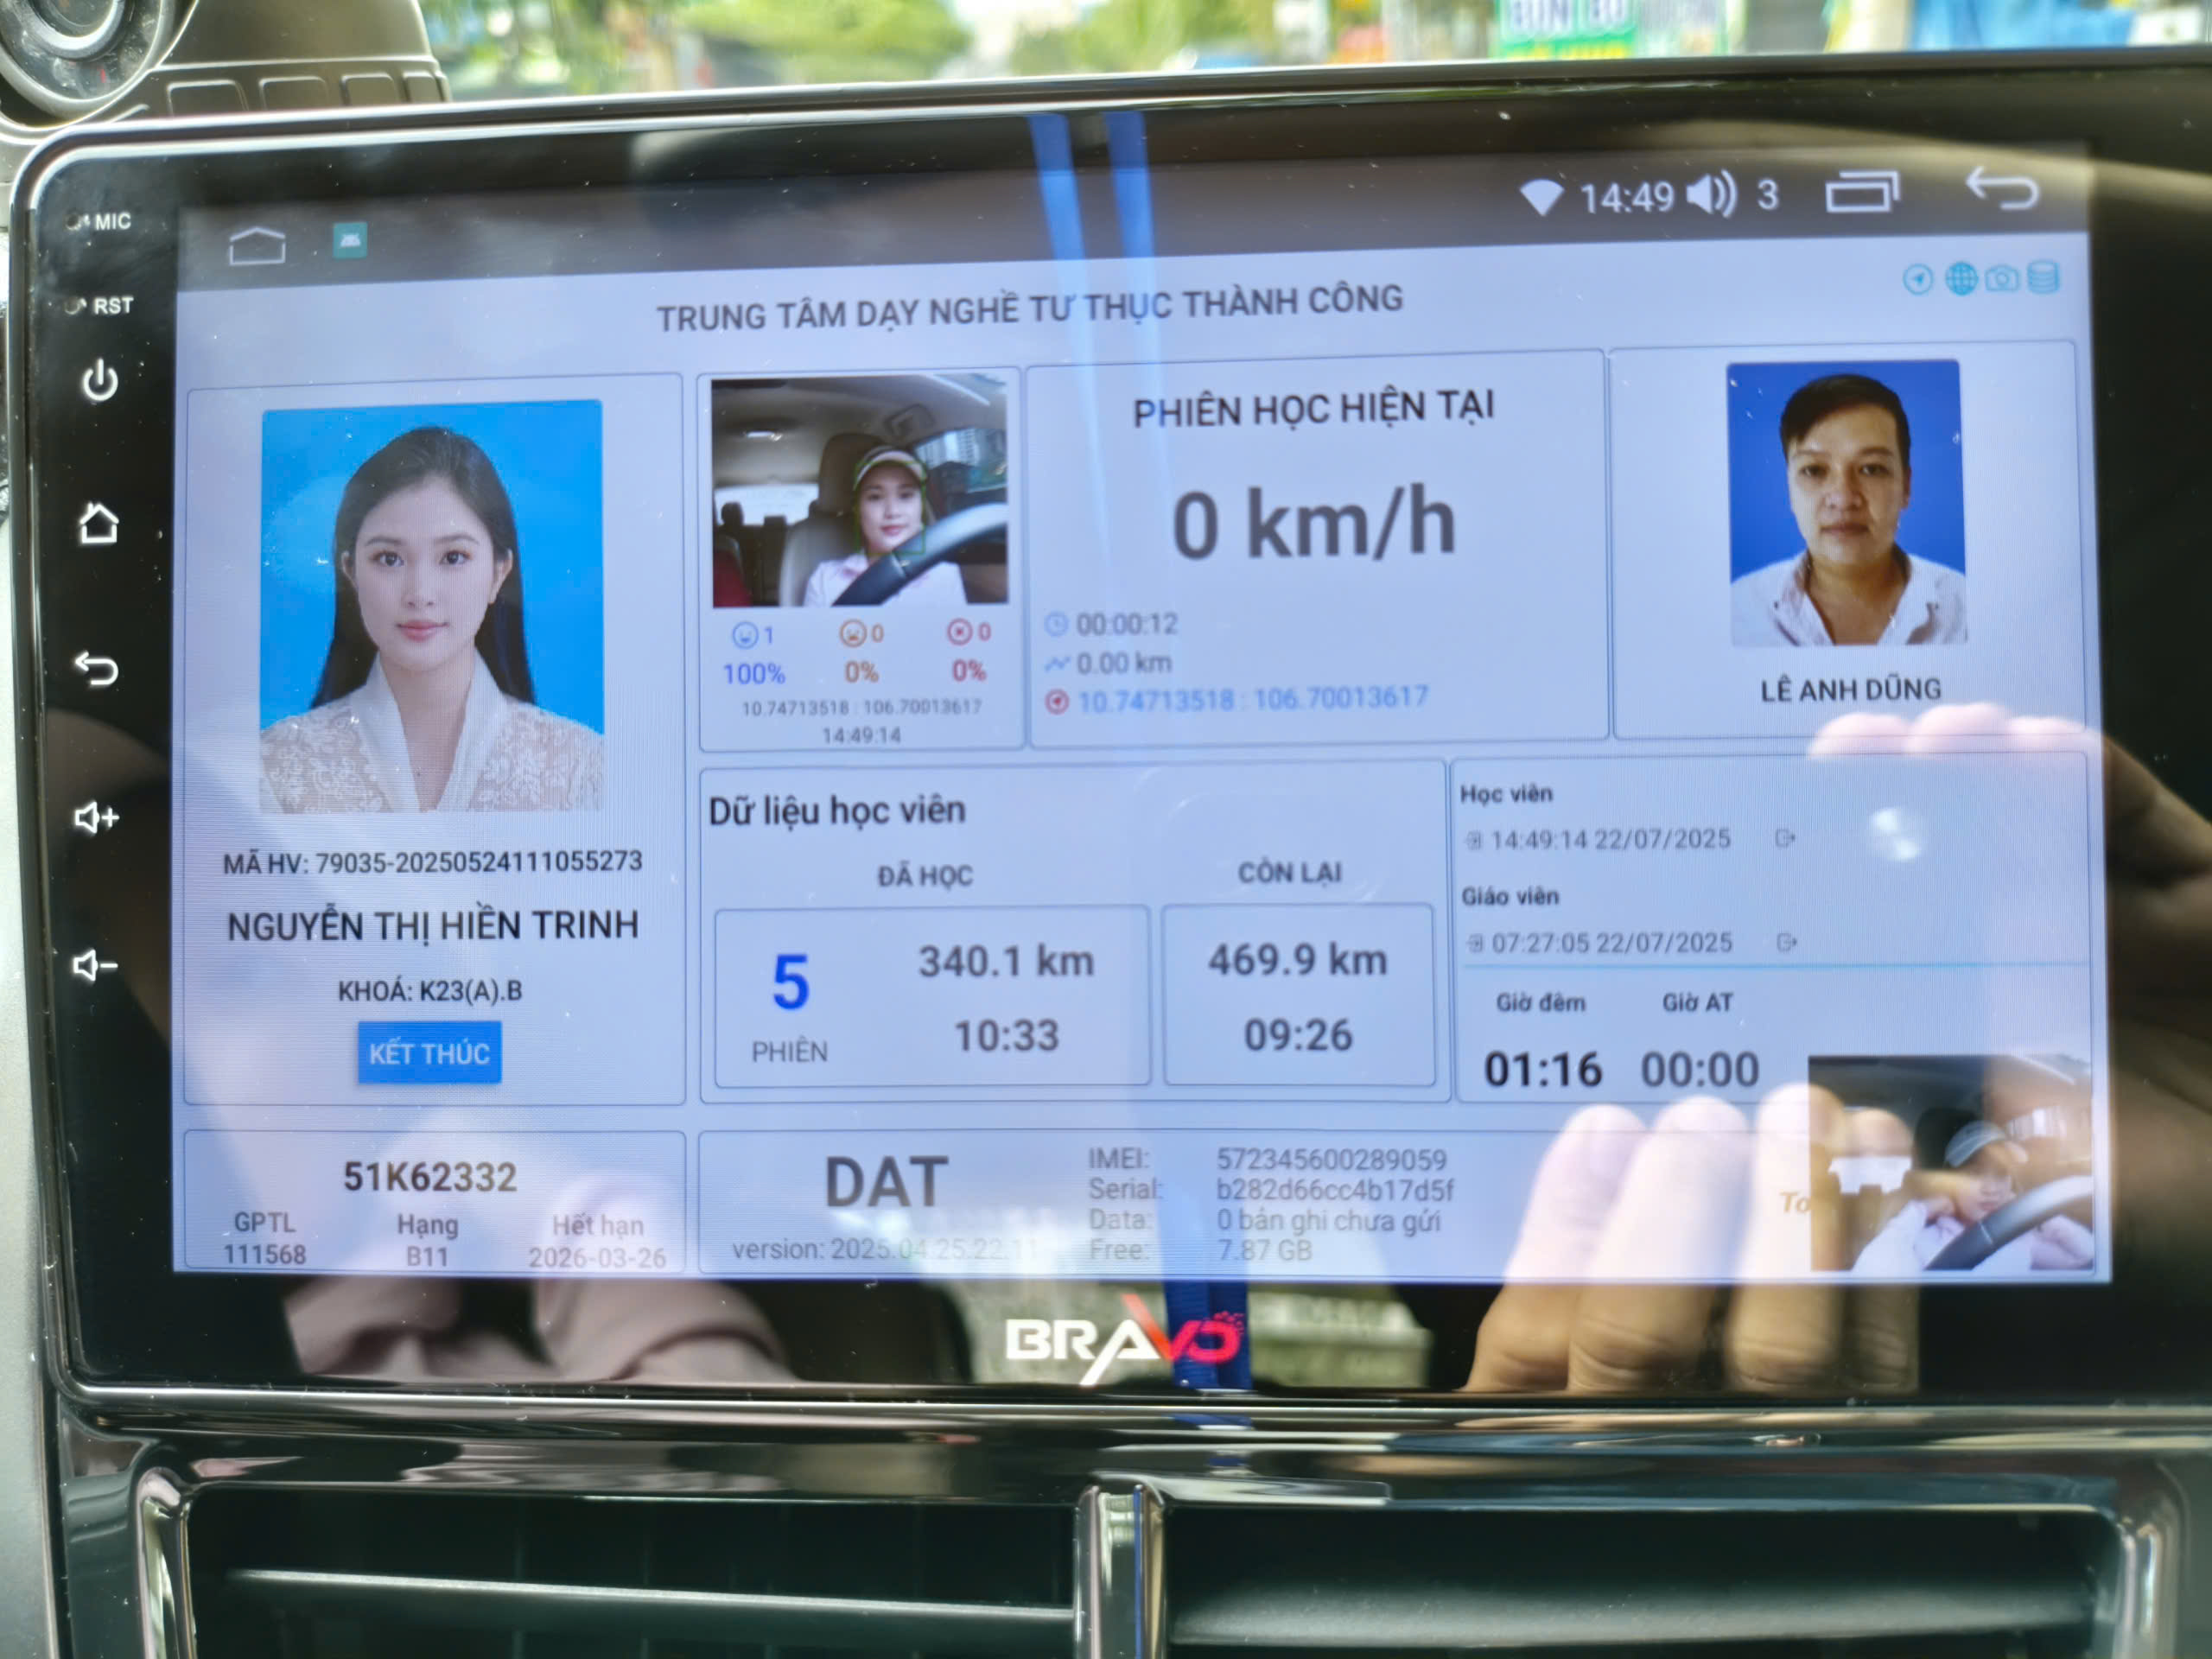 BÚN BÒ
MIC
RST
14:49
3
TRUNG TÂM DẠY NGHỀ TƯ THỤC THÀNH CÔNG
MÃ HV: 79035-20250524111055273
NGUYỄN THỊ HIỀN TRINH
KHOÁ: K23(A).B
KẾT THÚC
1
0
0
100%
0%
0%
10.74713518 : 106.70013617
14:49:14
PHIÊN HỌC HIỆN TẠI
0 km/h
00:00:12
0.00 km
10.74713518 : 106.70013617
LÊ ANH DŨNG
Dữ liệu học viên
ĐÃ HỌC
CÒN LẠI
5
PHIÊN
340.1 km
10:33
469.9 km
09:26
Học viên
14:49:14 22/07/2025
Giáo viên
07:27:05 22/07/2025
Giờ đêm
Giờ AT
01:16
00:00
51K62332
GPTL
Hạng
Hết hạn
111568
B11
2026-03-26
DAT
version: 2025.04.25.22.11
IMEI: 572345600289059
Serial: b282d66cc4b17d5f
Data: 0 bản ghi chưa gửi
Free: 7.87 GB
To
BRAVO